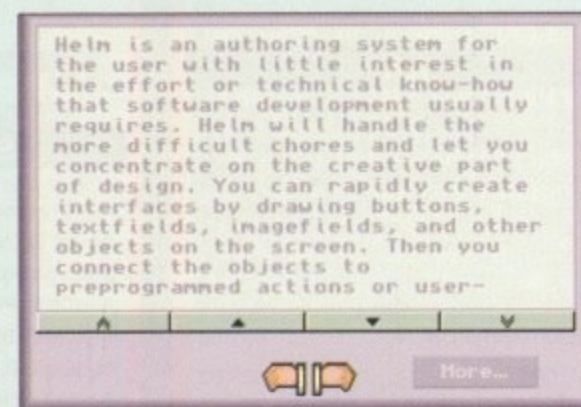 Helm is an authoring system for
the user with little interest in
the effort or technical know-how
that software development usually
requires. Helm will handle the
more difficult chores and let you
concentrate on the creative part
of design. You can rapidly create
interfaces by drawing buttons,
textfields, imagefields, and other
objects on the screen. Then you
connect the objects to
preprogrammed actions or user-
More...